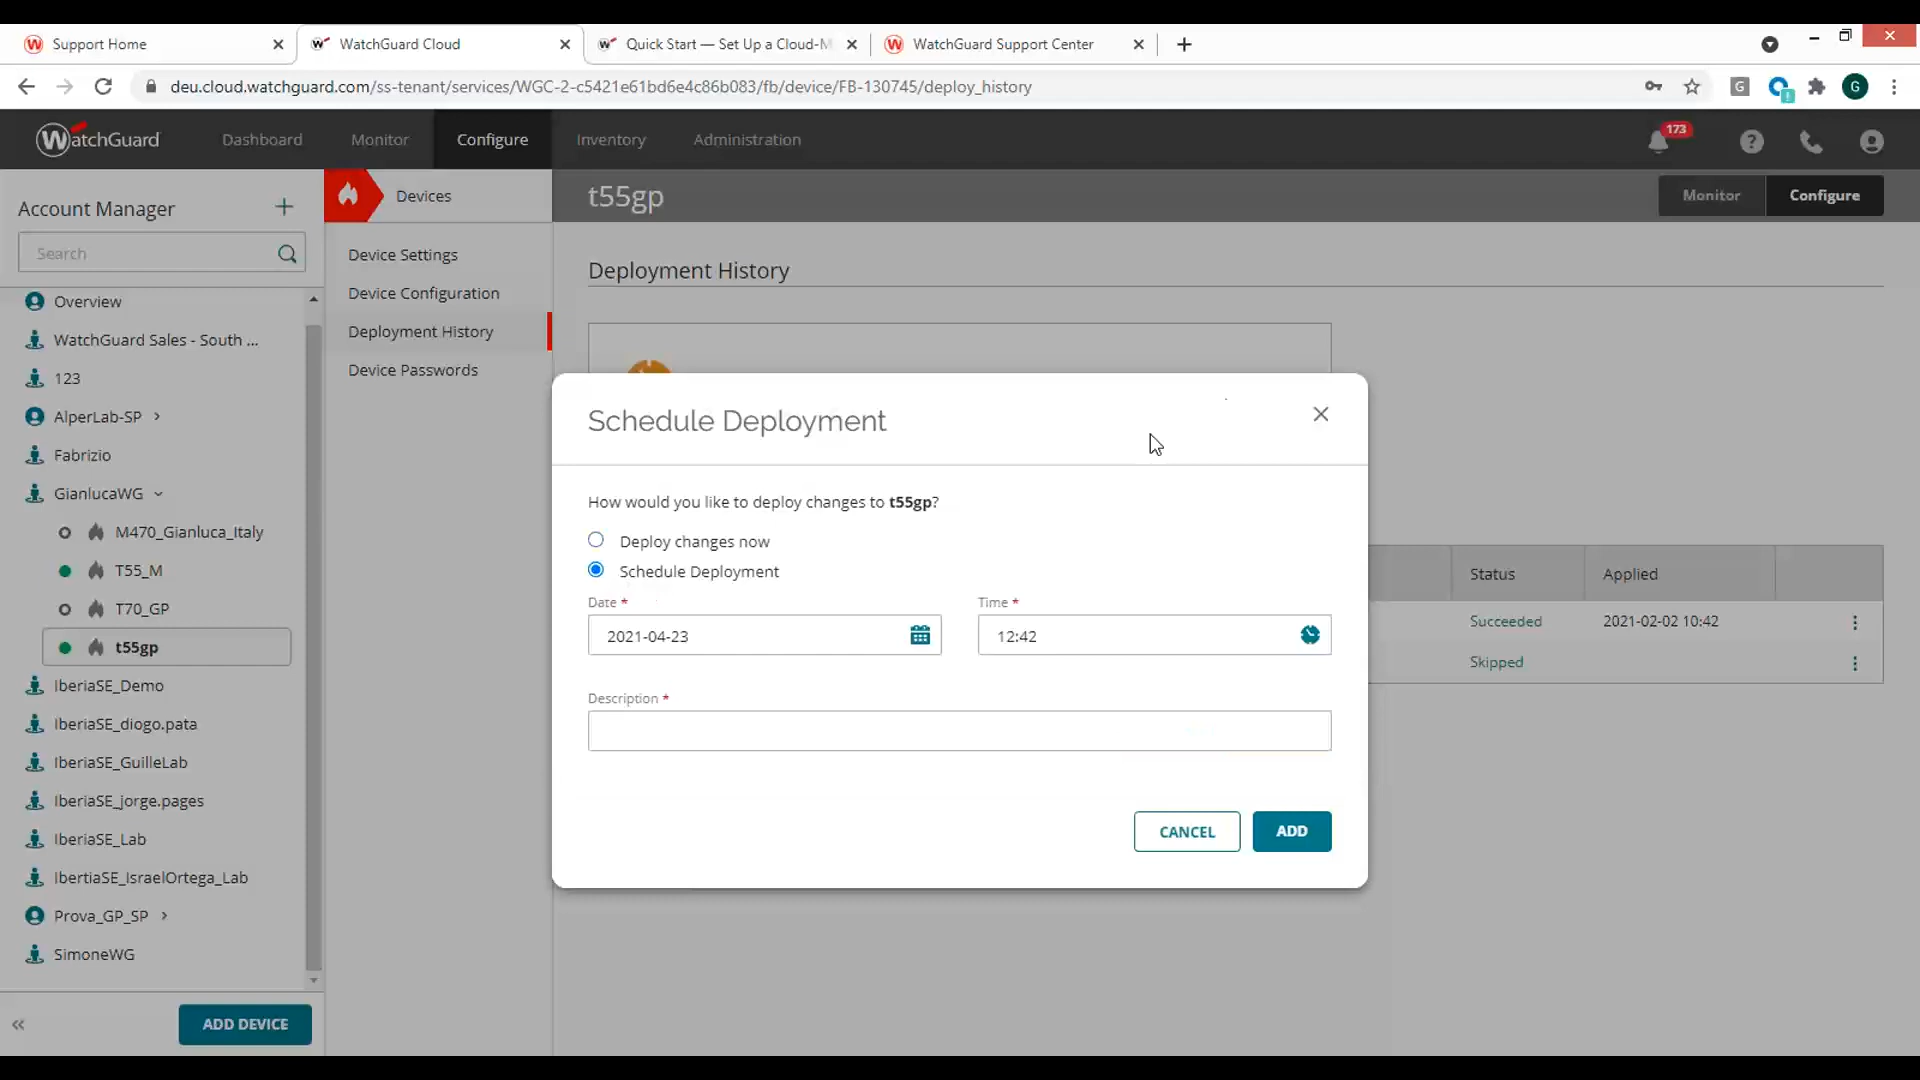 Support Home
WatchGuard Cloud
Quick Start — Set Up a Cloud-M
WatchGuard Support Center
deu.cloud.watchguard.com/ss-tenant/services/WGC-2-c5421e61bd6e4c86b083/fb/device/FB-130745/deploy_history
G
G
WatchGuard
Dashboard
Monitor
Configure
Inventory
Administration
173
Account Manager
Search
Overview
WatchGuard Sales - South ...
123
AlperLab-SP
Fabrizio
GianlucaWG
M470_Gianluca_Italy
T55_M
T70_GP
t55gp
IberiaSE_Demo
IberiaSE_diogo.pata
IberiaSE_GuilleLab
IberiaSE_jorge.pages
IberiaSE_Lab
IbertiaSE_IsraelOrtega_Lab
Prova_GP_SP
SimoneWG
ADD DEVICE
Devices
Device Settings
Device Configuration
Deployment History
Device Passwords
t55gp
Monitor
Configure
Deployment History
Schedule Deployment
How would you like to deploy changes to t55gp?
Deploy changes now
Schedule Deployment
Date *
Time *
2021-04-23
12:42
Description *
CANCEL
ADD
Status
Applied
Succeeded
2021-02-02 10:42
Skipped